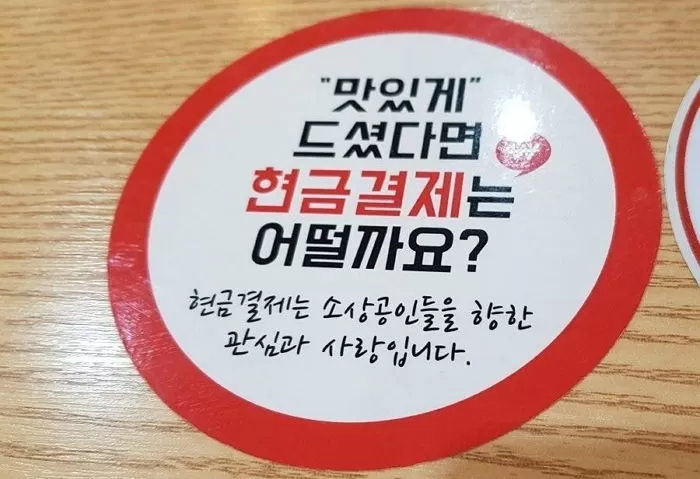 "맛있게"
드셨다면
현금결제는
어떨까요?
현금결제는 소상공인들을 향한
관심과 사랑입니다.